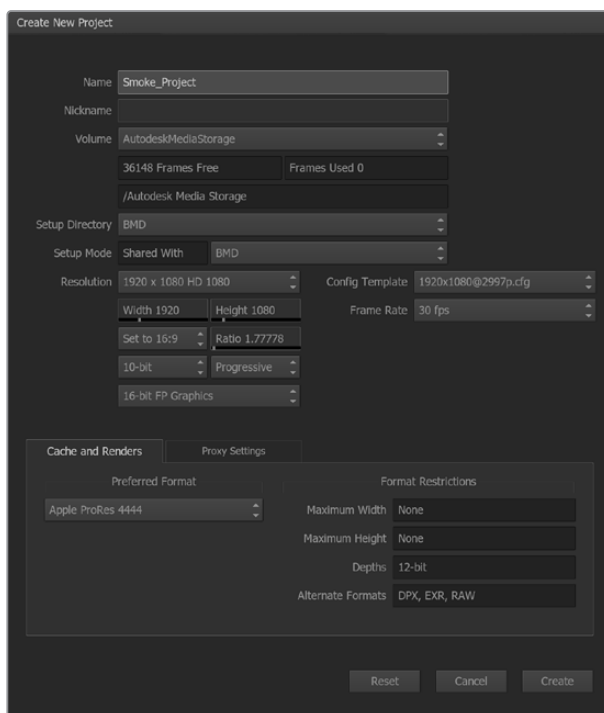 Create New Project
Name Smoke_Project
Nickname
Volume AutodeskMediaStorage
36148 Frames Free Frames Used 0
/Autodesk Media Storage
Setup Directory BMD
Setup Mode Shared With BMD
Resolution 1920 x 1080 HD 1080 Config Template 1920x1080@2997p.cfg
Width 1920 Height 1080 Frame Rate 30 fps
Set to 16:9 Ratio 1.77778
10-bit Progressive
16-bit FP Graphics
Cache and Renders Proxy Settings
Preferred Format Format Restrictions
Apple ProRes 4444 Maximum Width None
Maximum Height None
Depths 12-bit
Alternate Formats DPX, EXR, RAW
Reset Cancel Create